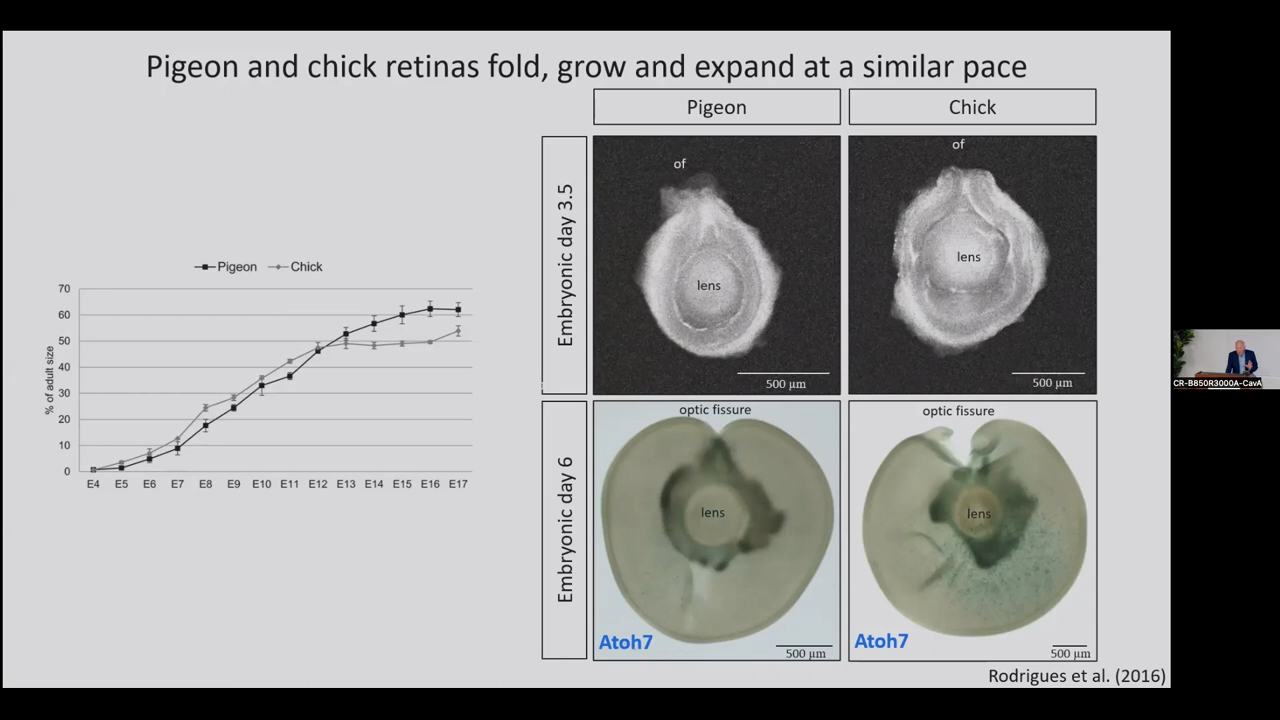 Pigeon and chick retinas fold, grow and expand at a similar pace
Pigeon Chick
70
60
50
40
30
20
10
0
% of adult size
E4 E5 E6 E7 E8 E9 E10 E11 E12 E13 E14 E15 E16 E17
Pigeon
Chick
Embryonic day 3.5
of
lens
500 µm
of
lens
500 µm
Embryonic day 6
optic fissure
lens
Atoh7
500 µm
optic fissure
lens
Atoh7
500 µm
Rodrigues et al. (2016)
CR-B850R3000A-CavA